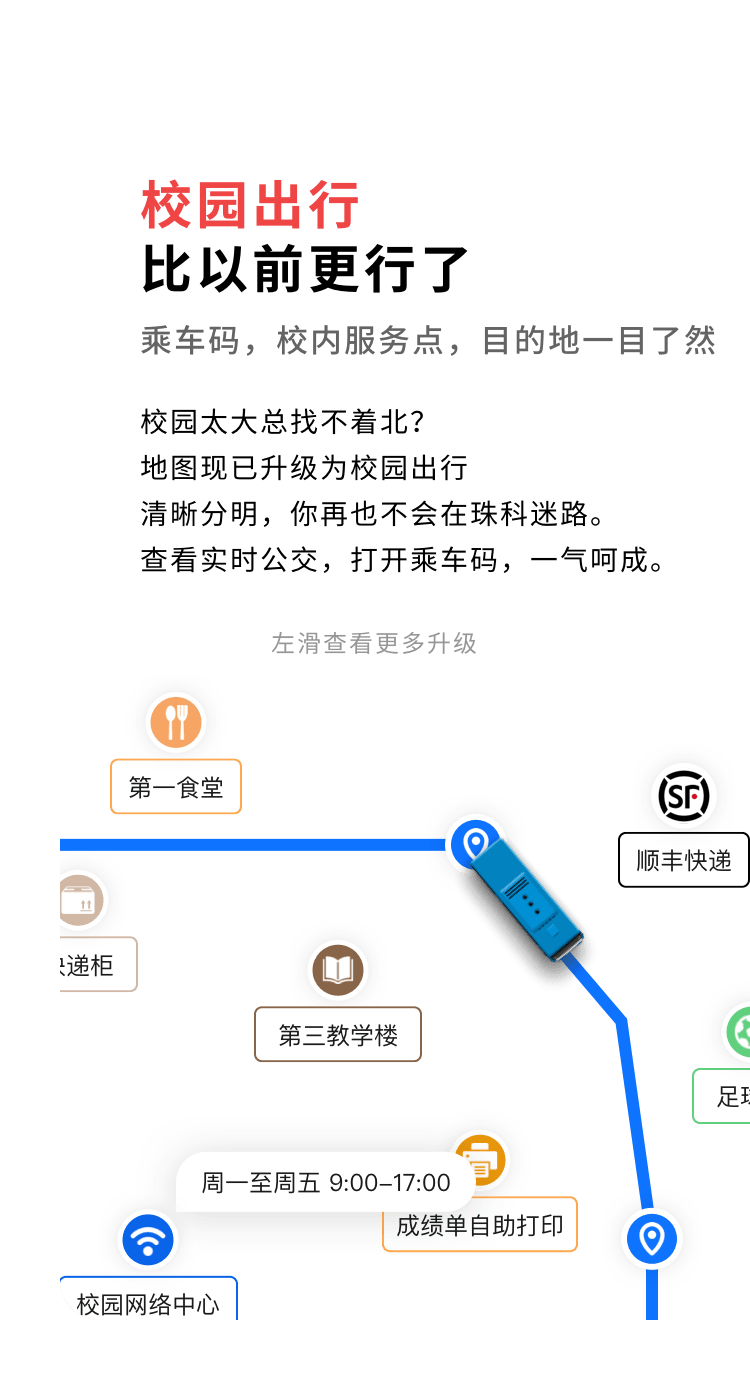 校园出行
比以前更行了
乘车码，校内服务点，目的地一目了然
校园太大总找不着北？
地图现已升级为校园出行
清晰分明，你再也不会在珠科迷路。
查看实时公交，打开乘车码，一气呵成。
左滑查看更多升级
第一食堂
SF
顺丰快递
递柜
第三教学楼
足
周一至周五 9:00–17:00
成绩单自助打印
校园网络中心